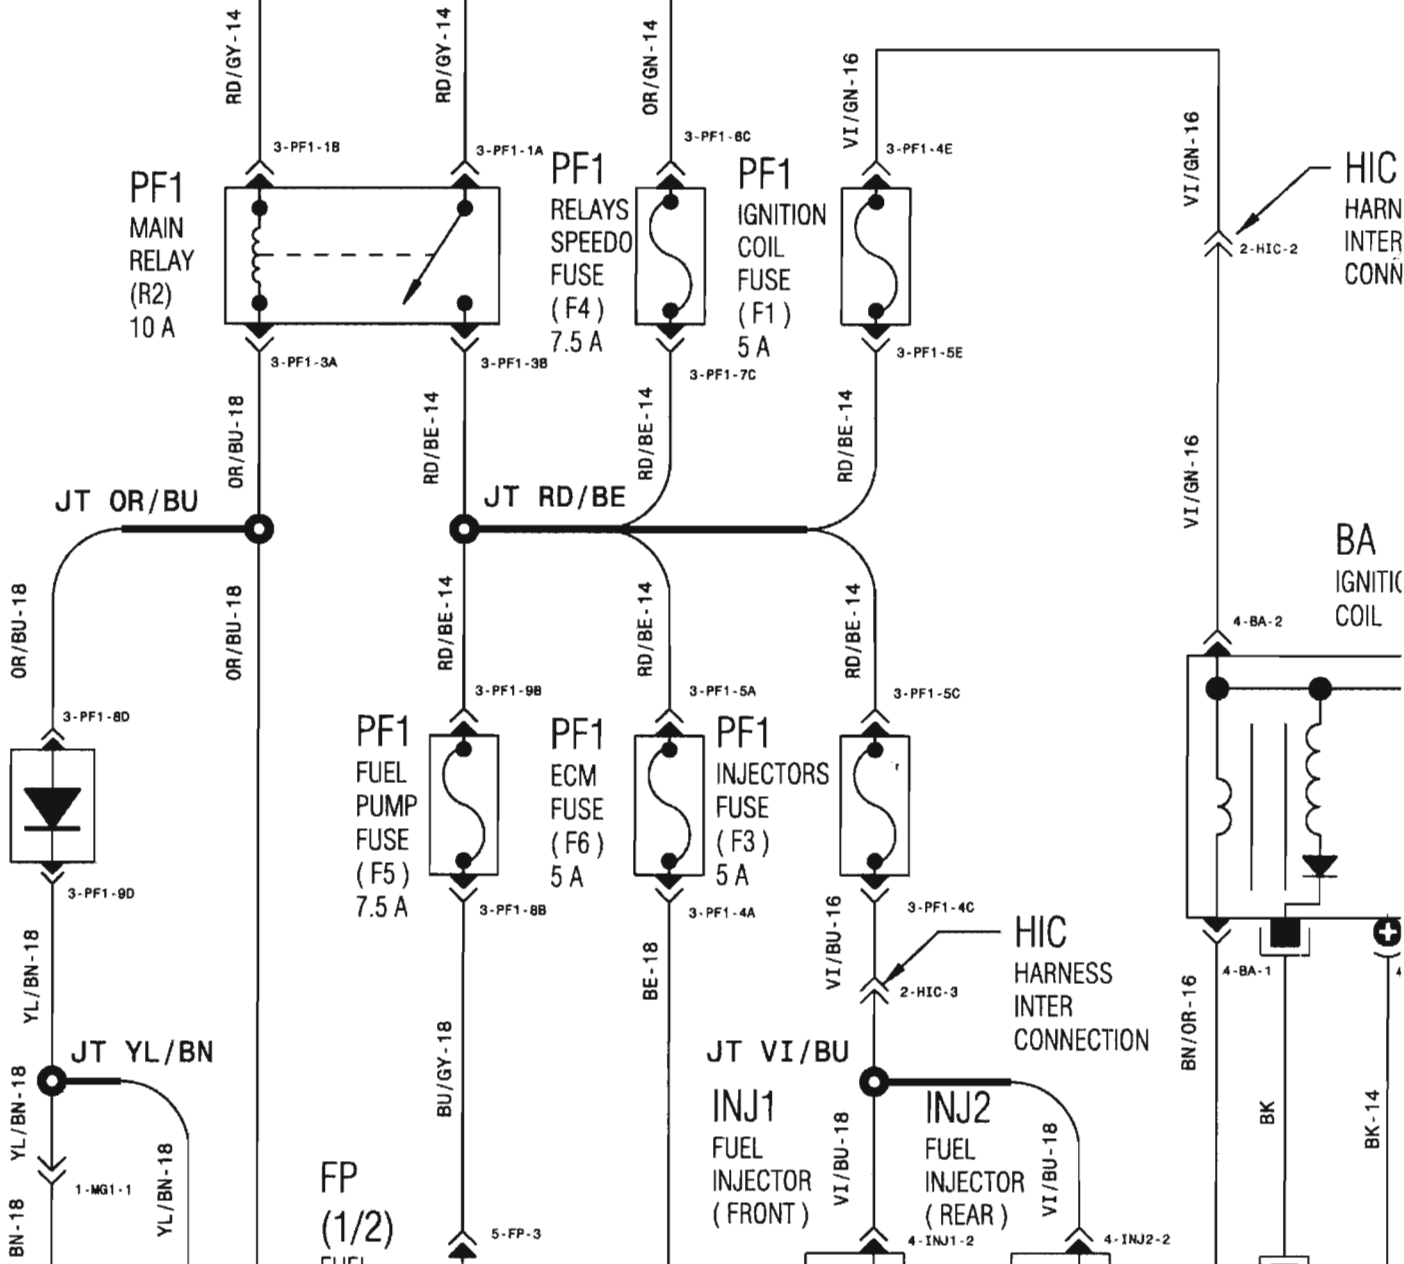 RD/GY-14
RD/GY-14
OR/GN-14
VI/GN-16
VI/GN-16
3-PF1-1B
3-PF1-1A
3-PF1-6C
3-PF1-4E
PF1
MAIN
RELAY
(R2)
10 A
PF1
RELAYS
SPEEDO
FUSE
(F4)
7.5 A
PF1
IGNITION
COIL
FUSE
(F1)
5 A
HIC
HARN
INTER
CONN
2-HIC-2
3-PF1-3A
3-PF1-3B
3-PF1-7C
3-PF1-5E
OR/BU-18
RD/BE-14
RD/BE-14
RD/BE-14
VI/GN-16
JT OR/BU
JT RD/BE
BA
IGNITIC
COIL
OR/BU-18
OR/BU-18
RD/BE-14
RD/BE-14
RD/BE-14
4-BA-2
3-PF1-8D
3-PF1-9B
3-PF1-5A
3-PF1-5C
PF1
FUEL
PUMP
FUSE
(F5)
7.5 A
PF1
ECM
FUSE
(F6)
5 A
PF1
INJECTORS
FUSE
(F3)
5 A
3-PF1-9D
3-PF1-8B
3-PF1-4A
3-PF1-4C
YL/BN-18
BE-18
VI/BU-16
HIC
HARNESS
INTER
CONNECTION
2-HIC-3
4-BA-1
4
BN/OR-16
JT YL/BN
BU/GY-18
JT VI/BU
YL/BN-18
YL/BN-18
INJ1
FUEL
INJECTOR
(FRONT)
VI/BU-18
INJ2
FUEL
INJECTOR
(REAR)
VI/BU-18
BK
BK-14
1-MG1-1
BN-18
FP
(1/2)
FUEL
5-FP-3
4-INJ1-2
4-INJ2-2